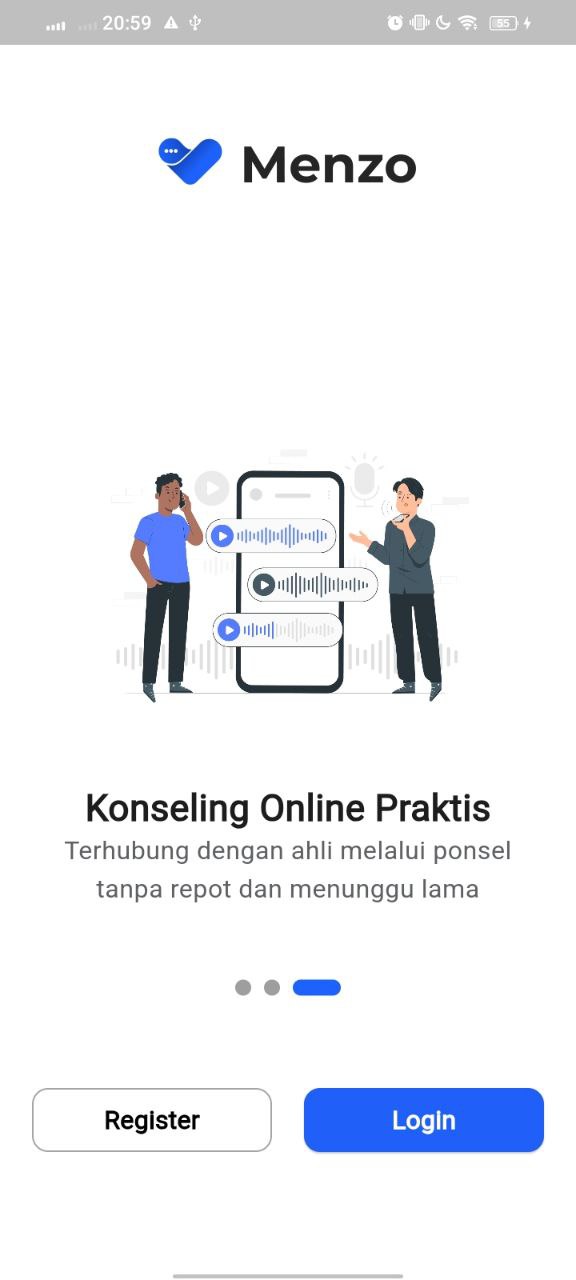 20:59
55
Menzo
Konseling Online Praktis
Terhubung dengan ahli melalui ponsel
tanpa repot dan menunggu lama
Register
Login